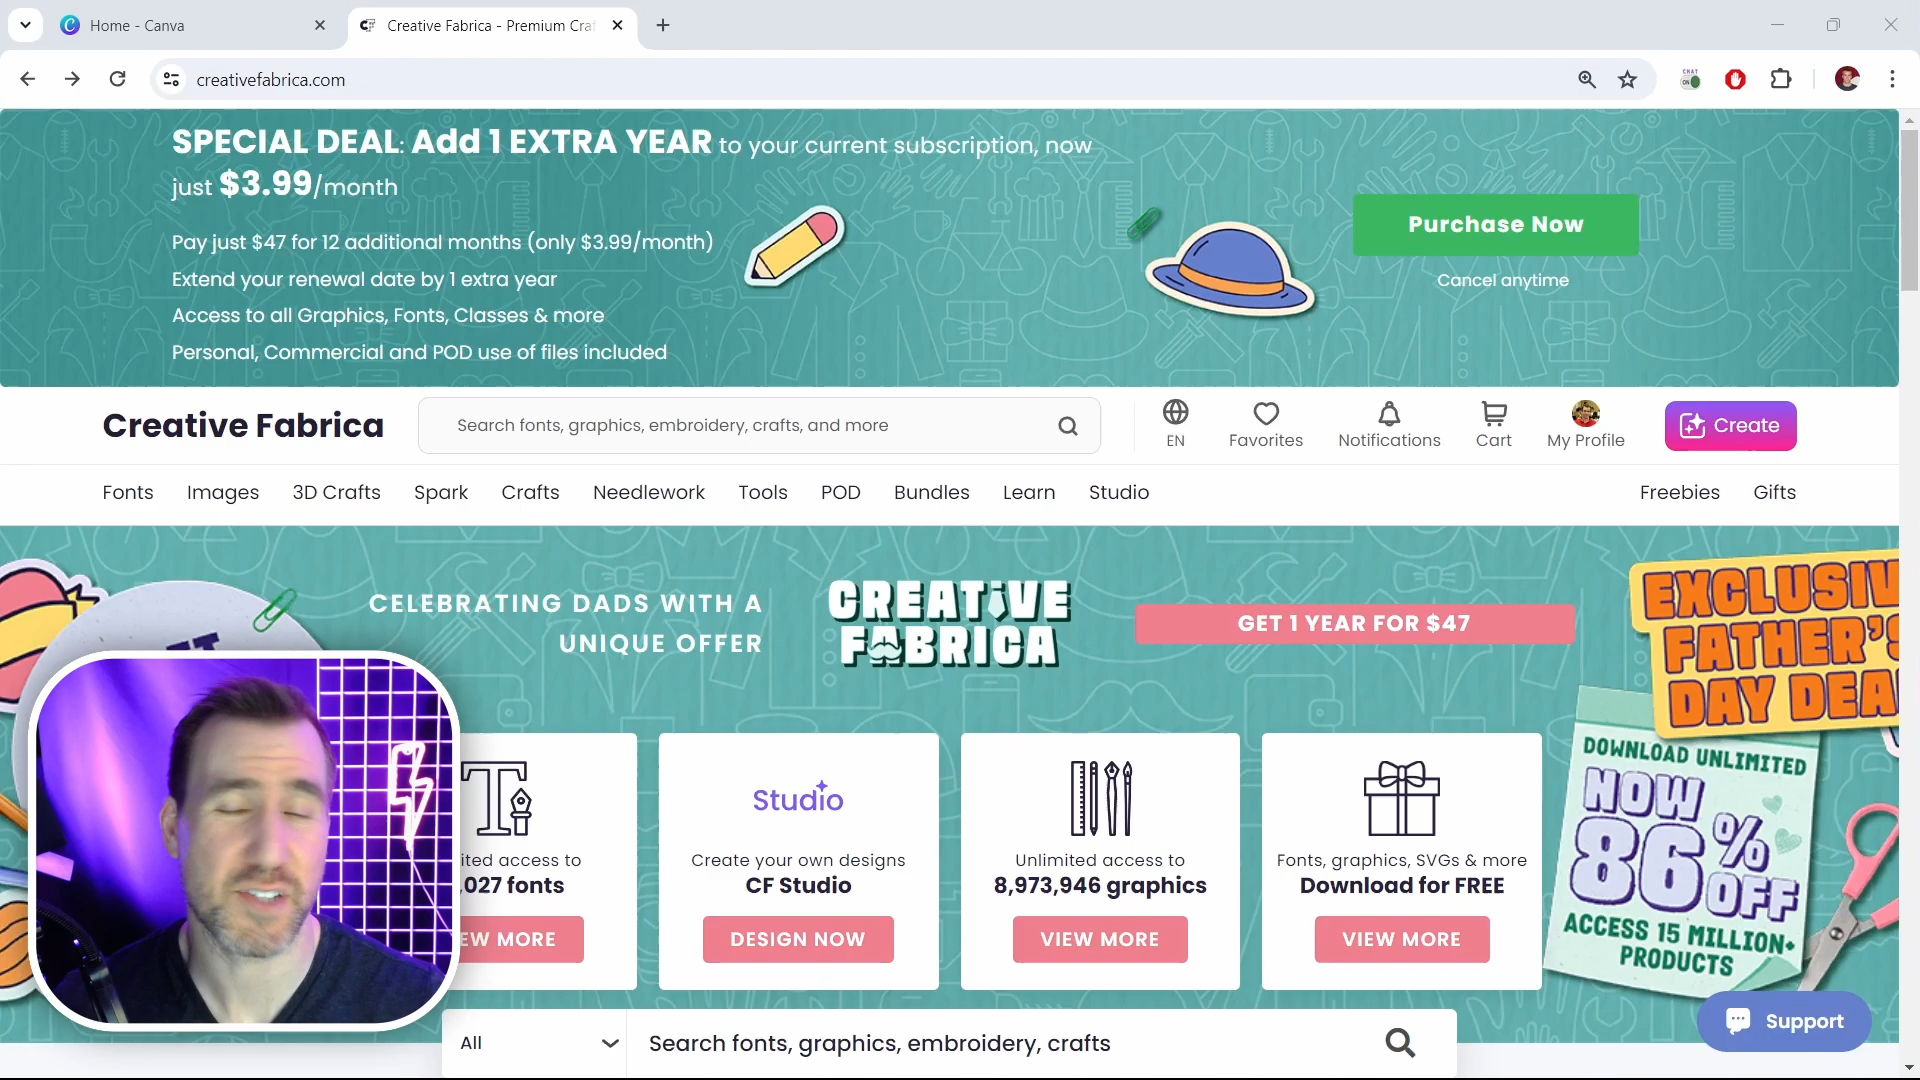 Home - Canva
Creative Fabrica - Premium Cra
creativefabrica.com
CHAT
ON
SPECIAL DEAL: Add 1 EXTRA YEAR to your current subscription, now
just $3.99/month
Pay just $47 for 12 additional months (only $3.99/month)
Extend your renewal date by 1 extra year
Access to all Graphics, Fonts, Classes & more
Personal, Commercial and POD use of files included
Purchase Now
Cancel anytime
Creative Fabrica
Search fonts, graphics, embroidery, crafts, and more
EN
Favorites
Notifications
Cart
My Profile
Create
Fonts
Images
3D Crafts
Spark
Crafts
Needlework
Tools
POD
Bundles
Learn
Studio
Freebies
Gifts
CELEBRATING DADS WITH A
UNIQUE OFFER
CREATIVE
FABRICA
GET 1 YEAR FOR $47
EXCLUSIV
FATHER'S
DAY DEA
DOWNLOAD UNLIMITED
NOW
86% OFF
ACCESS 15 MILLION+
PRODUCTS
ited access to
,027 fonts
EW MORE
Studio
Create your own designs
CF Studio
DESIGN NOW
Unlimited access to
8,973,946 graphics
VIEW MORE
Fonts, graphics, SVGs & more
Download for FREE
VIEW MORE
All
Search fonts, graphics, embroidery, crafts
Support